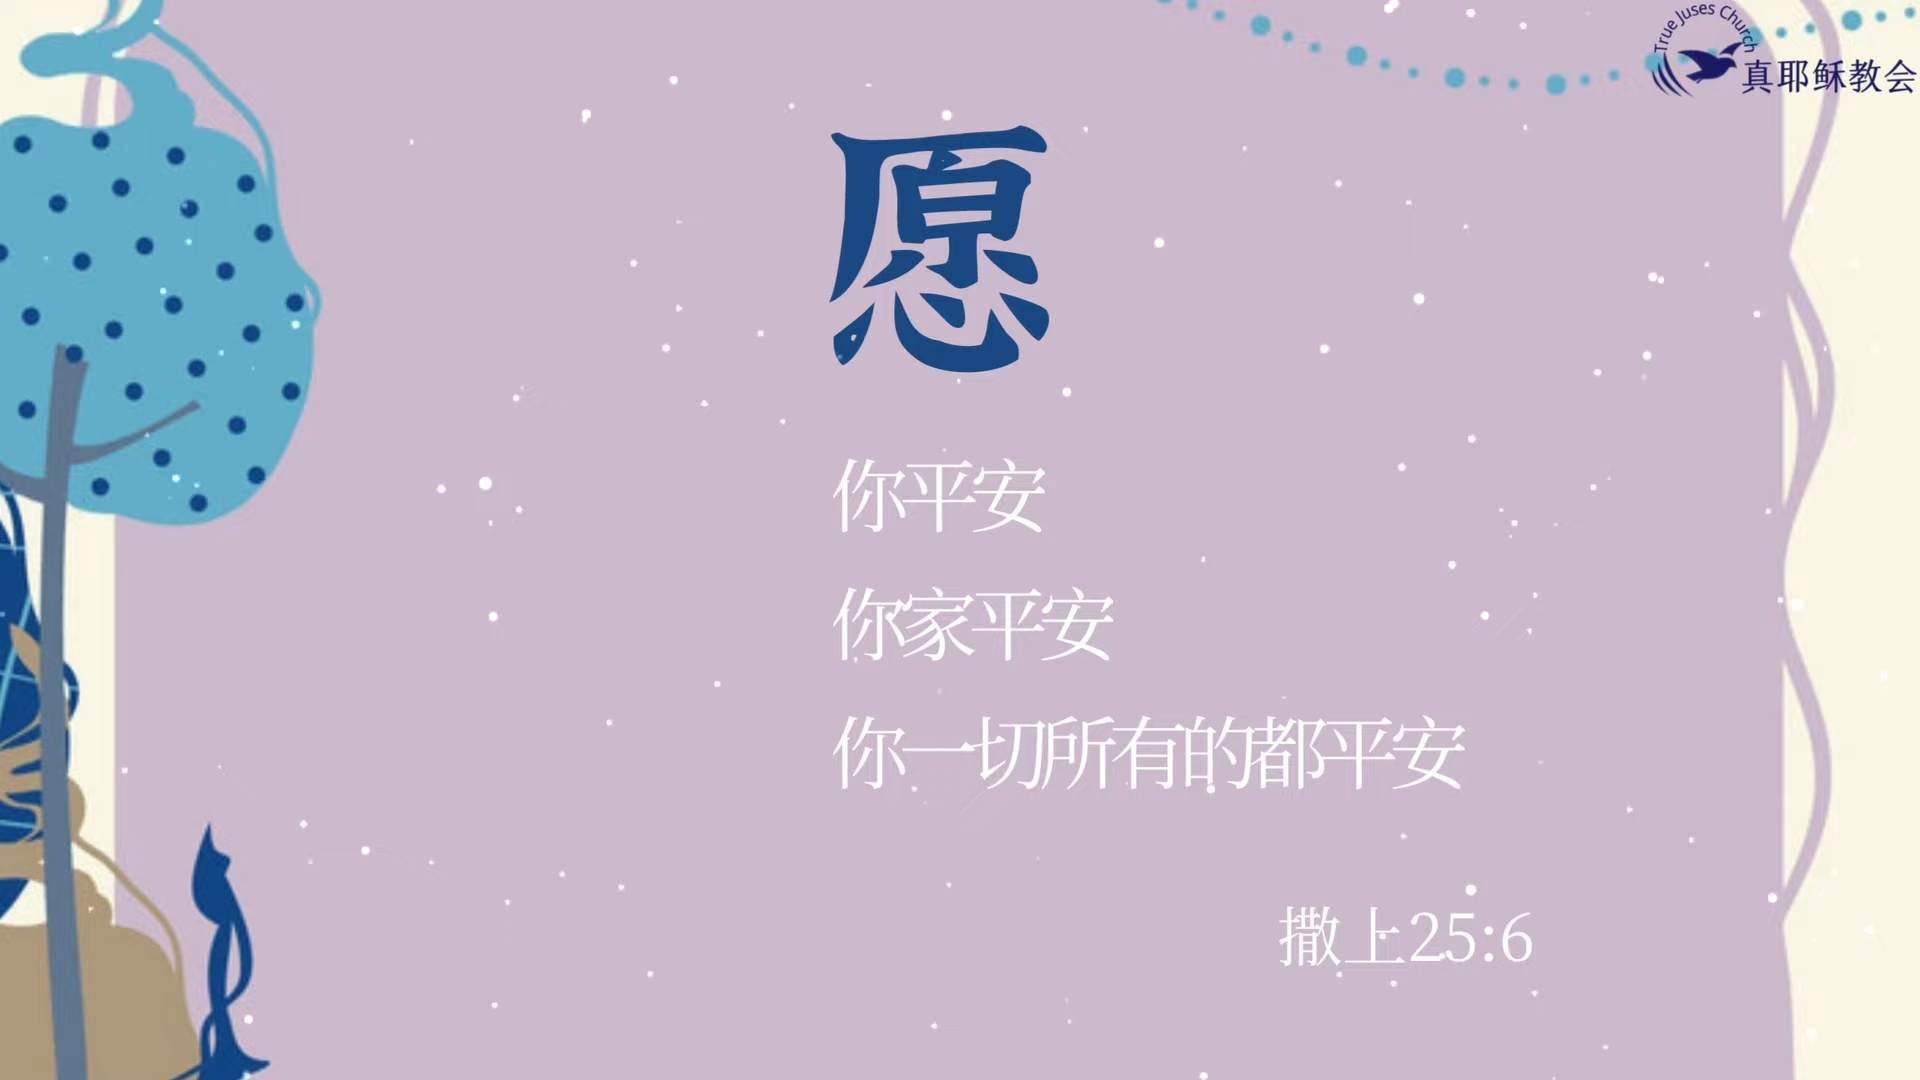 True Juses Church
真耶稣教会
愿
你平安
你家平安
你一切所有的都平安
撒上25:6